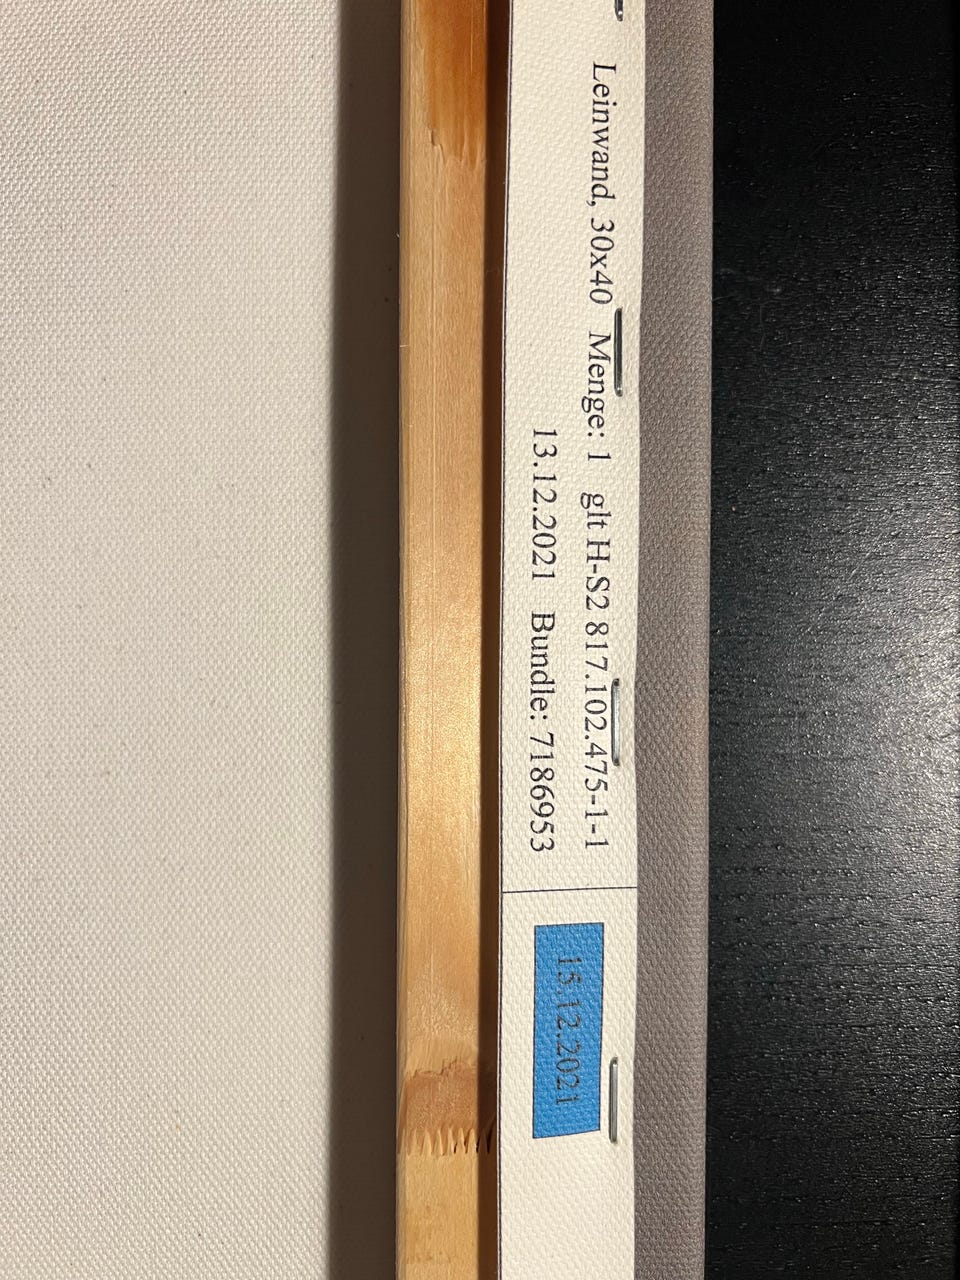 Leinwand, 30x40 Menge: 1 glt H-S2 817.102.475-1-1
13.12.2021 Bundle: 7186953
15.12.2021